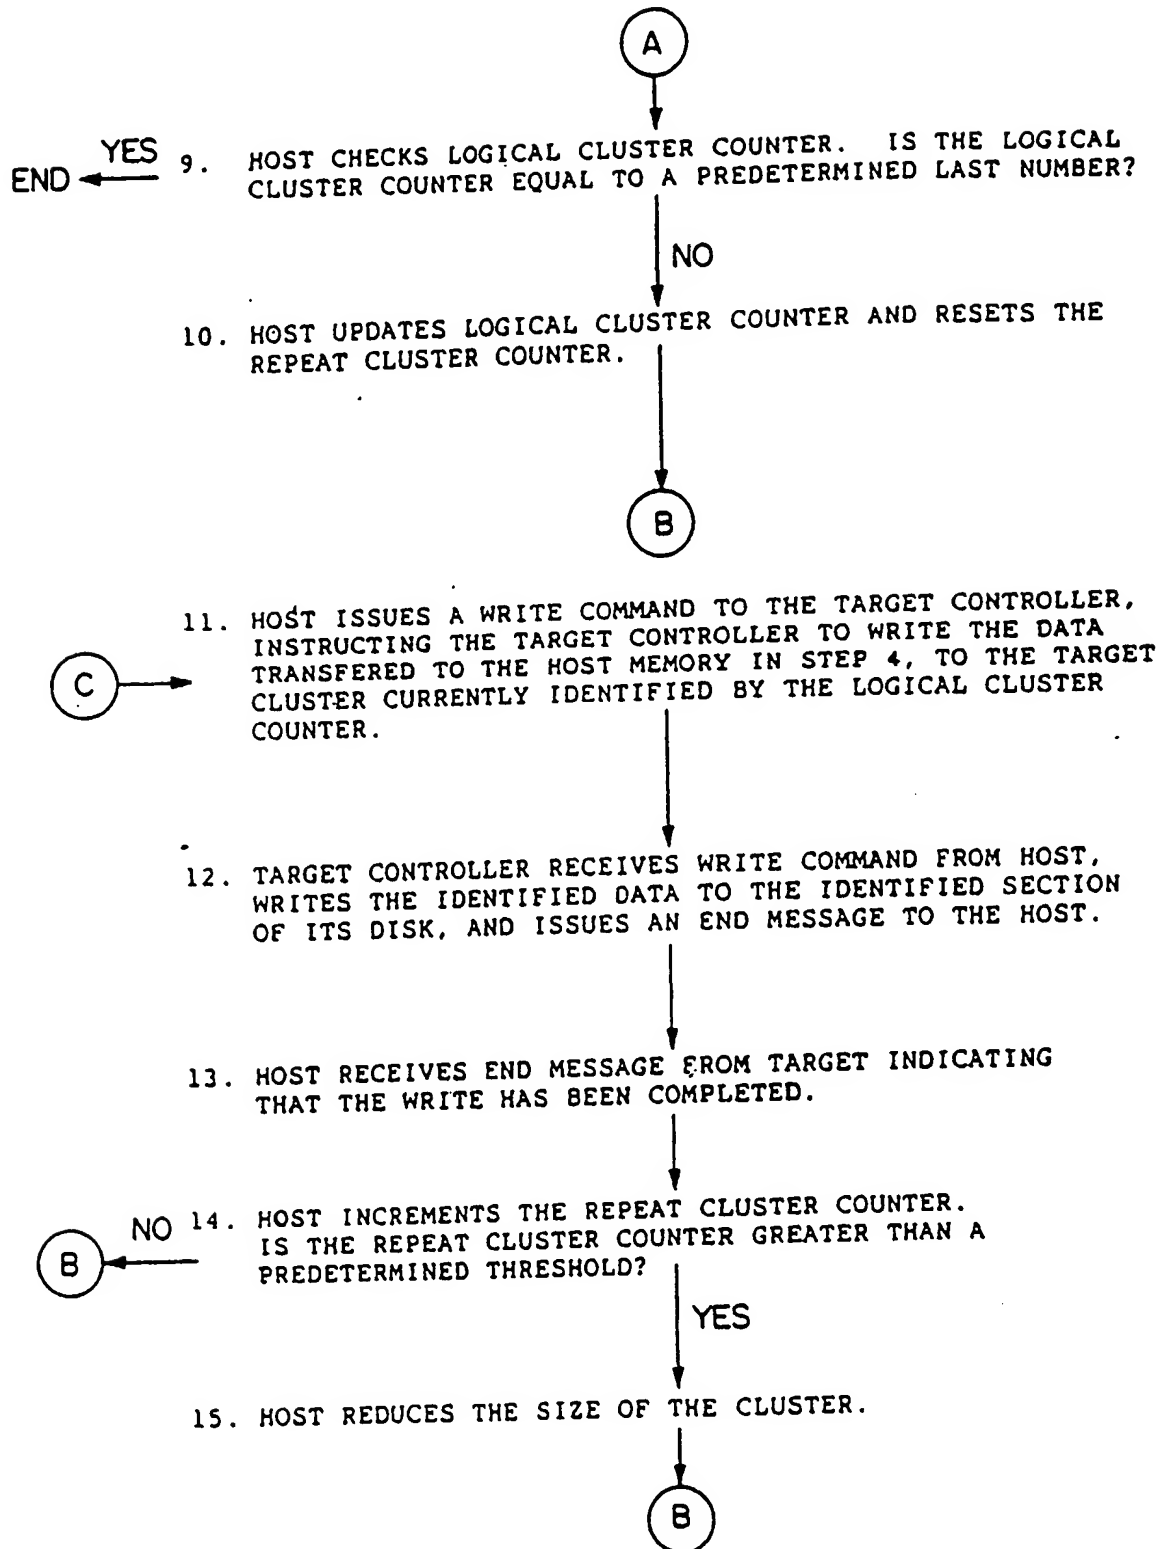 A
END YES 9. HOST CHECKS LOGICAL CLUSTER COUNTER. IS THE LOGICAL
CLUSTER COUNTER EQUAL TO A PREDETERMINED LAST NUMBER?
NO
10. HOST UPDATES LOGICAL CLUSTER COUNTER AND RESETS THE
REPEAT CLUSTER COUNTER.
B
11. HOST ISSUES A WRITE COMMAND TO THE TARGET CONTROLLER,
INSTRUCTING THE TARGET CONTROLLER TO WRITE THE DATA
C
TRANSFERED TO THE HOST MEMORY IN STEP 4, TO THE TARGET
CLUSTER CURRENTLY IDENTIFIED BY THE LOGICAL CLUSTER
COUNTER.
12. TARGET CONTROLLER RECEIVES WRITE COMMAND FROM HOST,
WRITES THE IDENTIFIED DATA TO THE IDENTIFIED SECTION
OF ITS DISK, AND ISSUES AN END MESSAGE TO THE HOST.
13. HOST RECEIVES END MESSAGE FROM TARGET INDICATING
THAT THE WRITE HAS BEEN COMPLETED.
B NO 14. HOST INCREMENTS THE REPEAT CLUSTER COUNTER.
IS THE REPEAT CLUSTER COUNTER GREATER THAN A
PREDETERMINED THRESHOLD?
YES
15. HOST REDUCES THE SIZE OF THE CLUSTER.
B